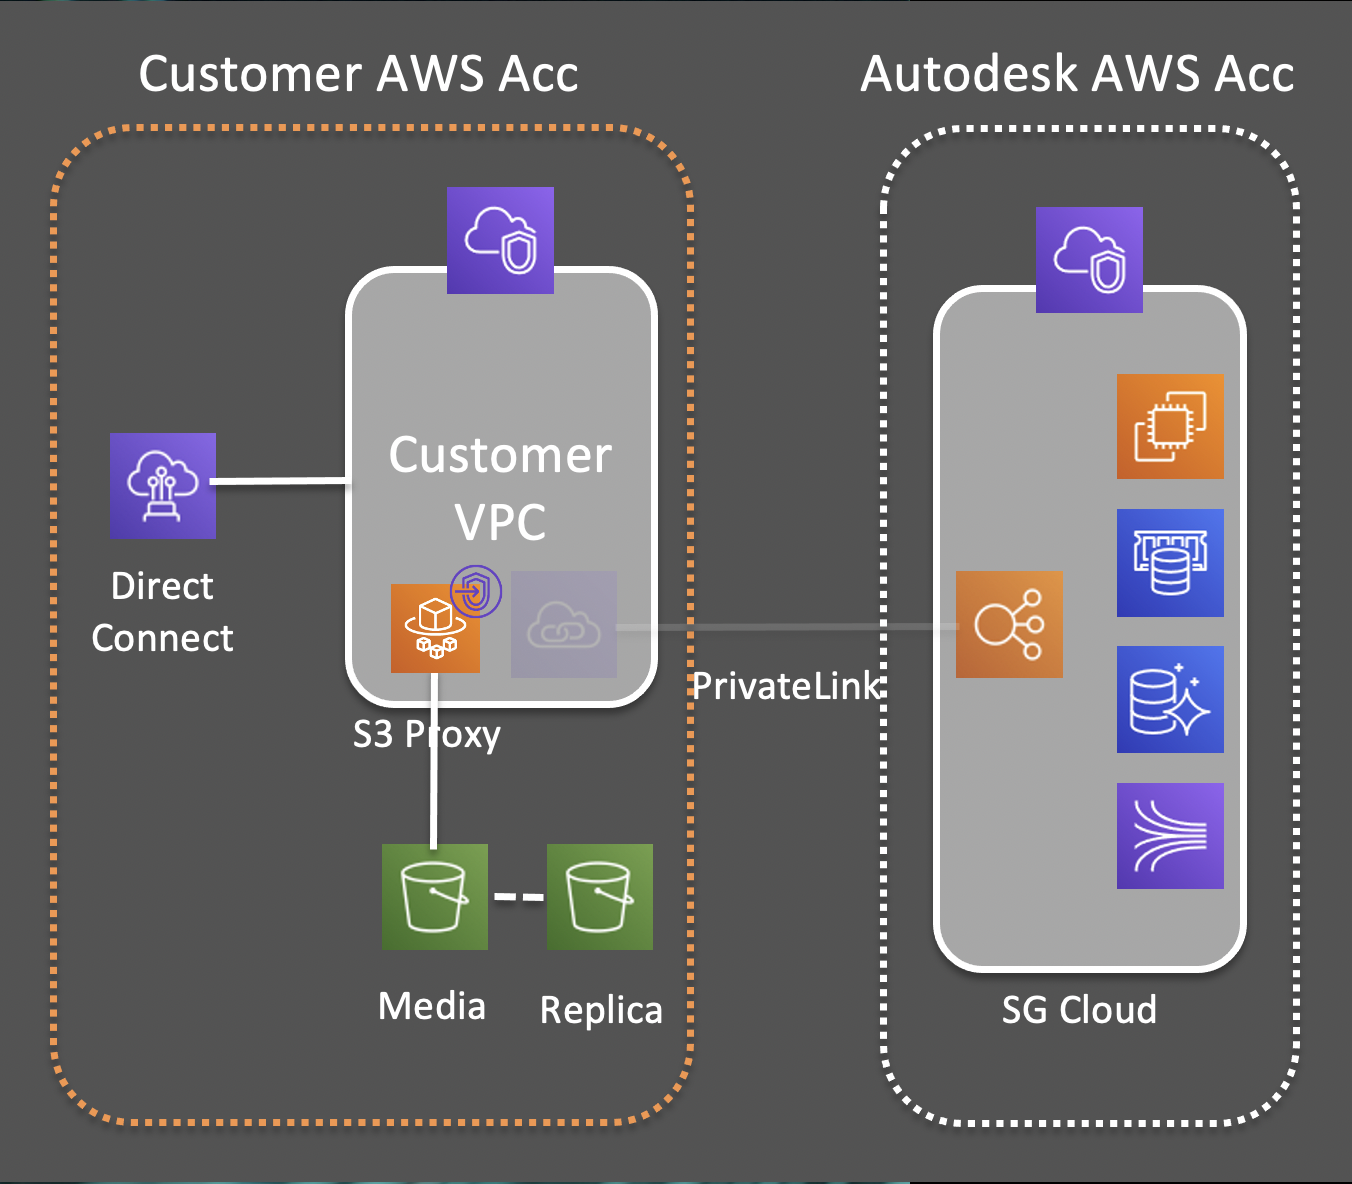 Customer AWS Acc
Autodesk AWS Acc
Customer
VPC
Direct
Connect
PrivateLink
S3 Proxy
Media
Replica
SG Cloud